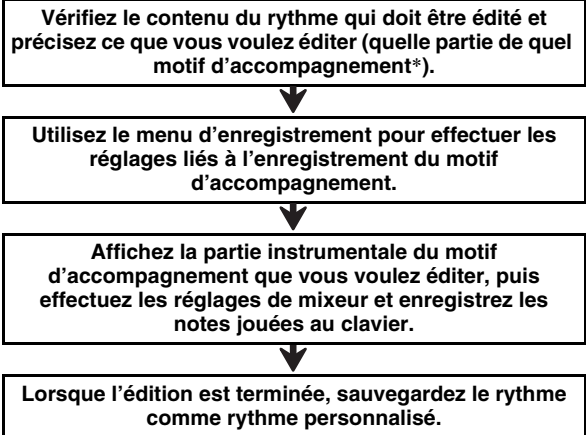 Vérifiez le contenu du rythme qui doit être édité et
précisez ce que vous voulez éditer (quelle partie de quel
motif d’accompagnement*).
Utilisez le menu d’enregistrement pour effectuer les
réglages liés à l’enregistrement du motif
d’accompagnement.
Affichez la partie instrumentale du motif
d’accompagnement que vous voulez éditer, puis
effectuez les réglages de mixeur et enregistrez les
notes jouées au clavier.
Lorsque l’édition est terminée, sauvegardez le rythme
comme rythme personnalisé.